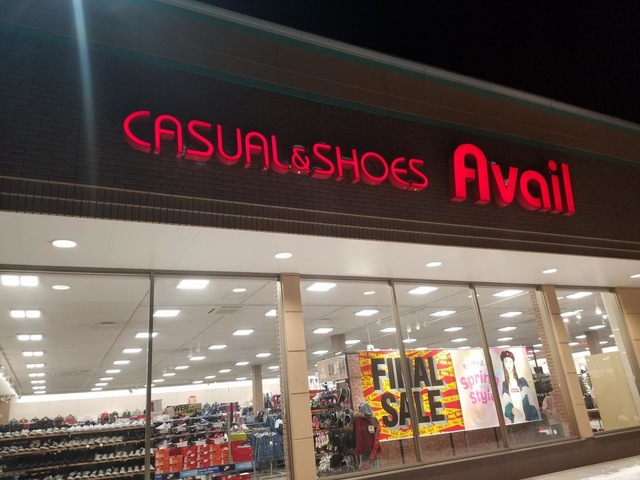 CASUAL&SHOES Avail
FINAL
SALE
Spring
Style